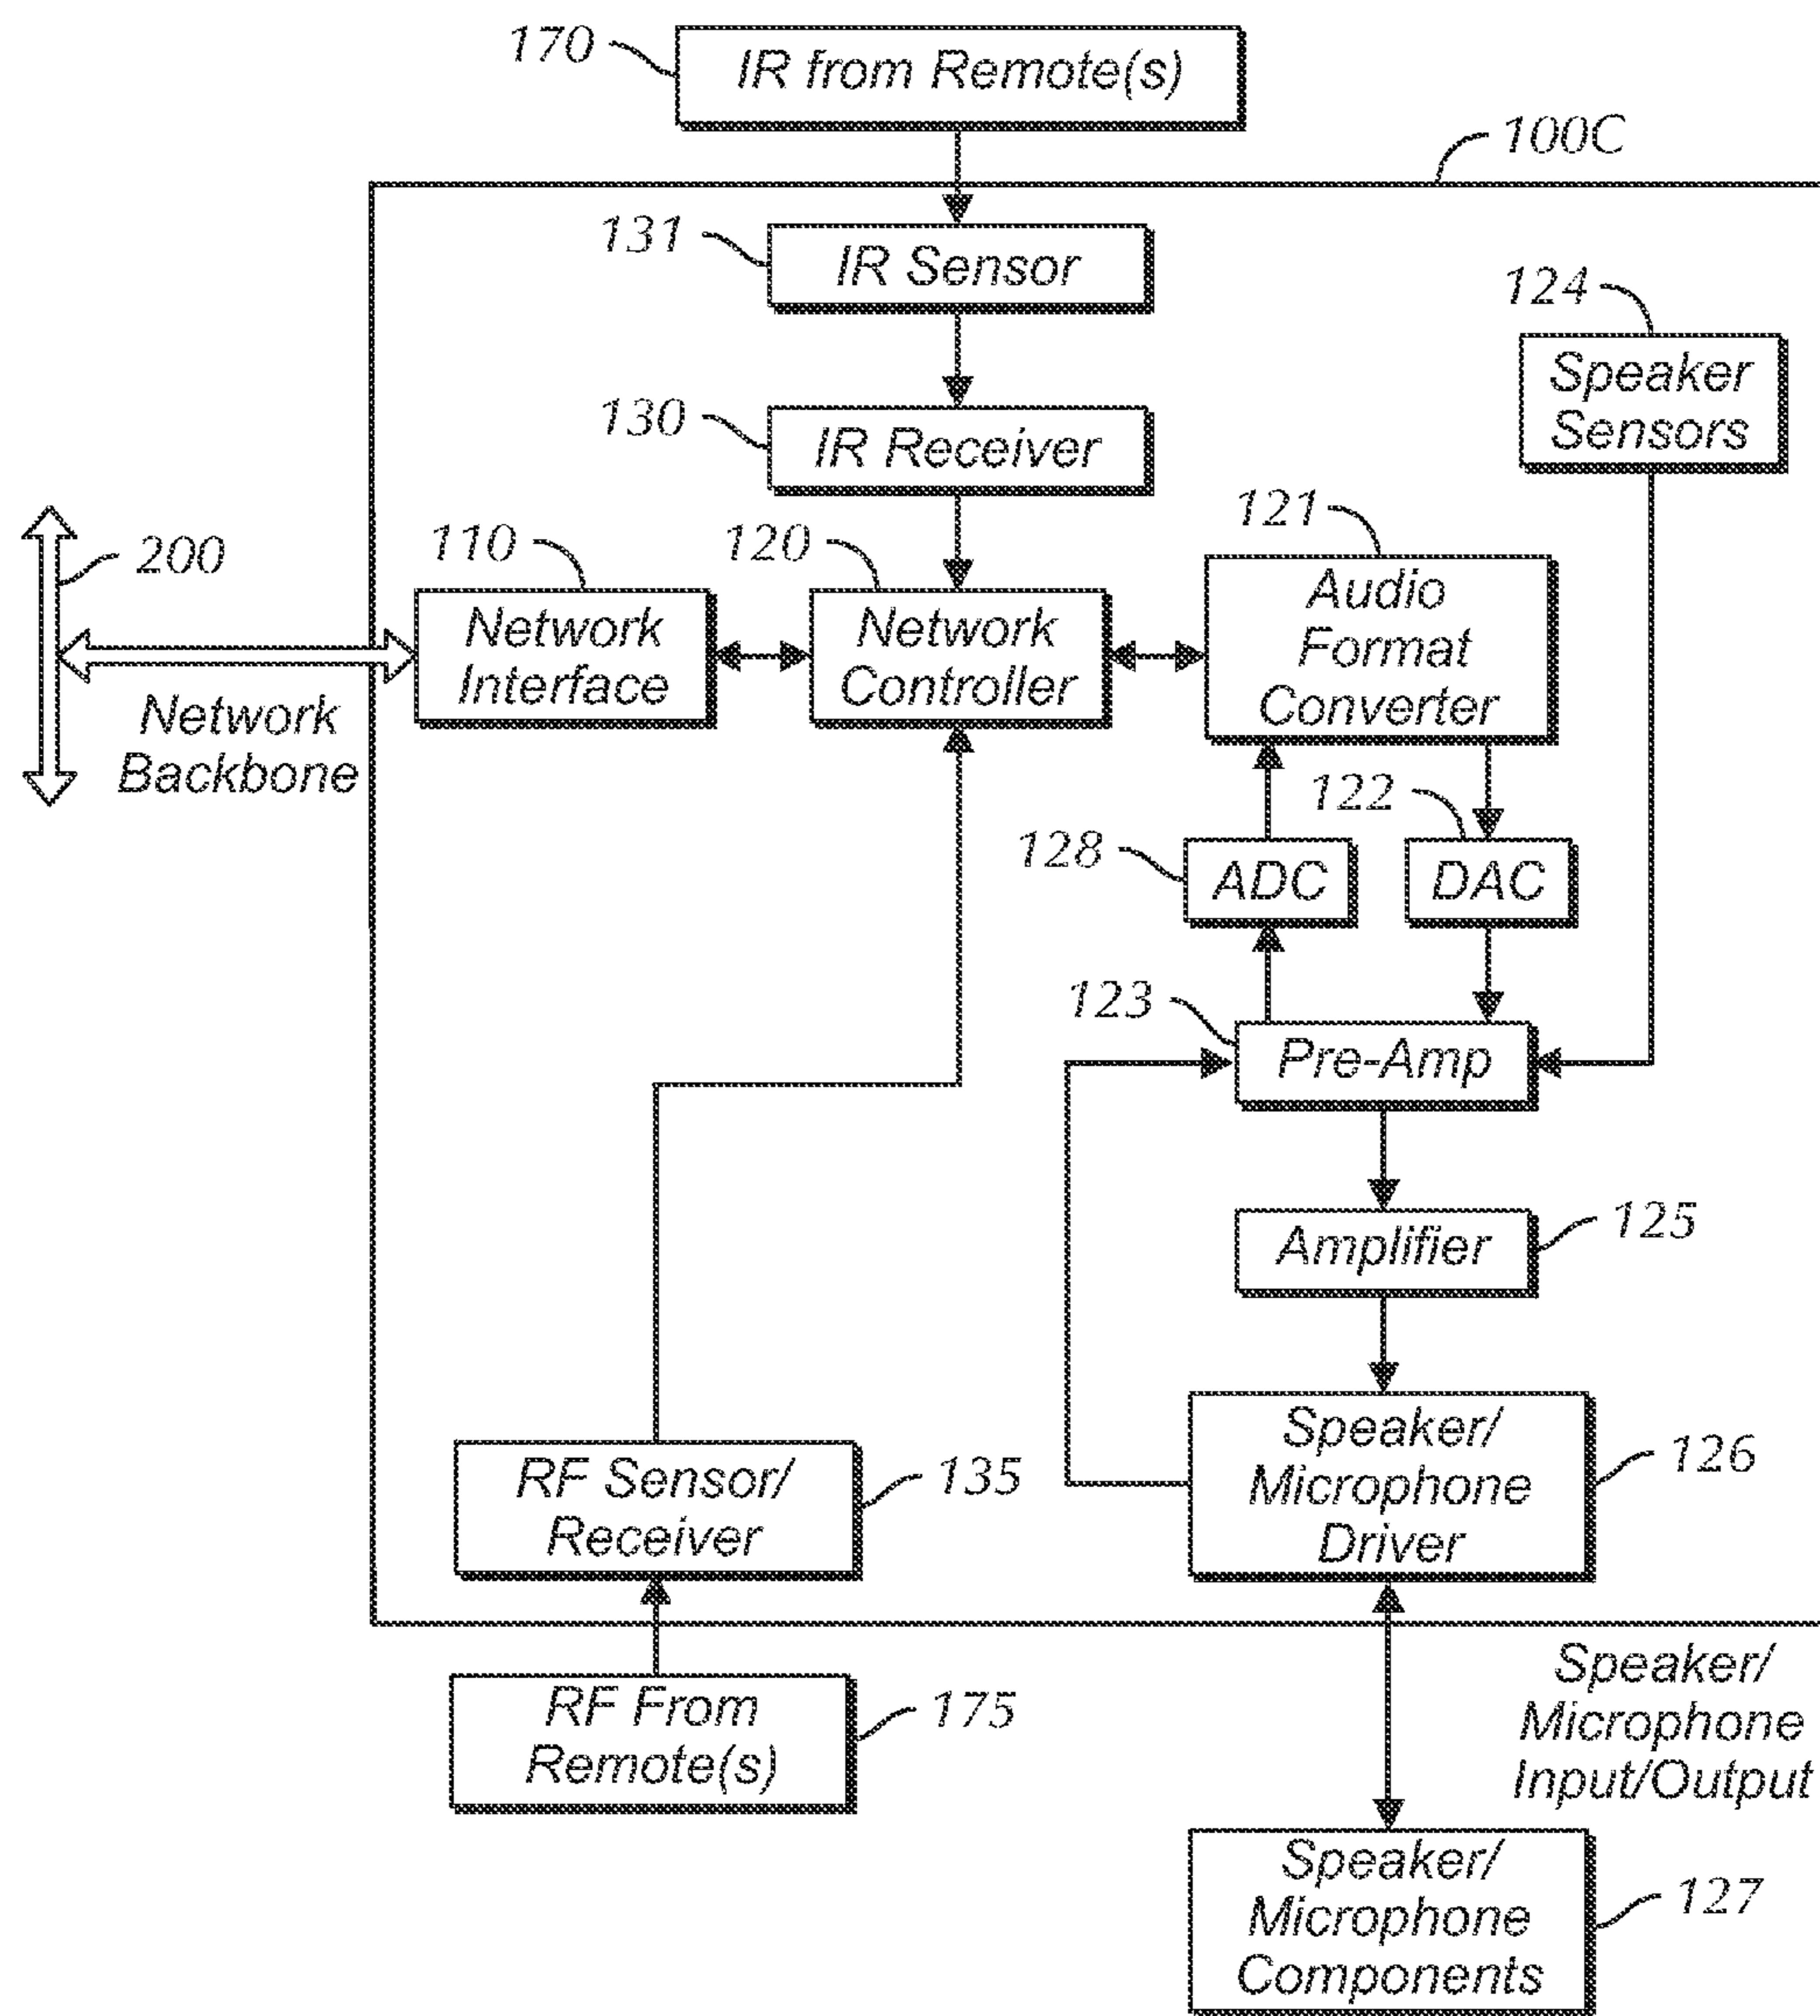 170
IR from Remote(s)
100C
131
IR Sensor
124
Speaker
Sensors
130
IR Receiver
200
110
120
121
Network
Interface
Network
Controller
Audio
Format
Converter
Network
Backbone
128
ADC
122
DAC
123
Pre-Amp
Amplifier
125
RF Sensor/
Receiver
135
Speaker/
Microphone
Driver
126
RF From
Remote(s)
175
Speaker/
Microphone
Input/Output
Speaker/
Microphone
Components
127